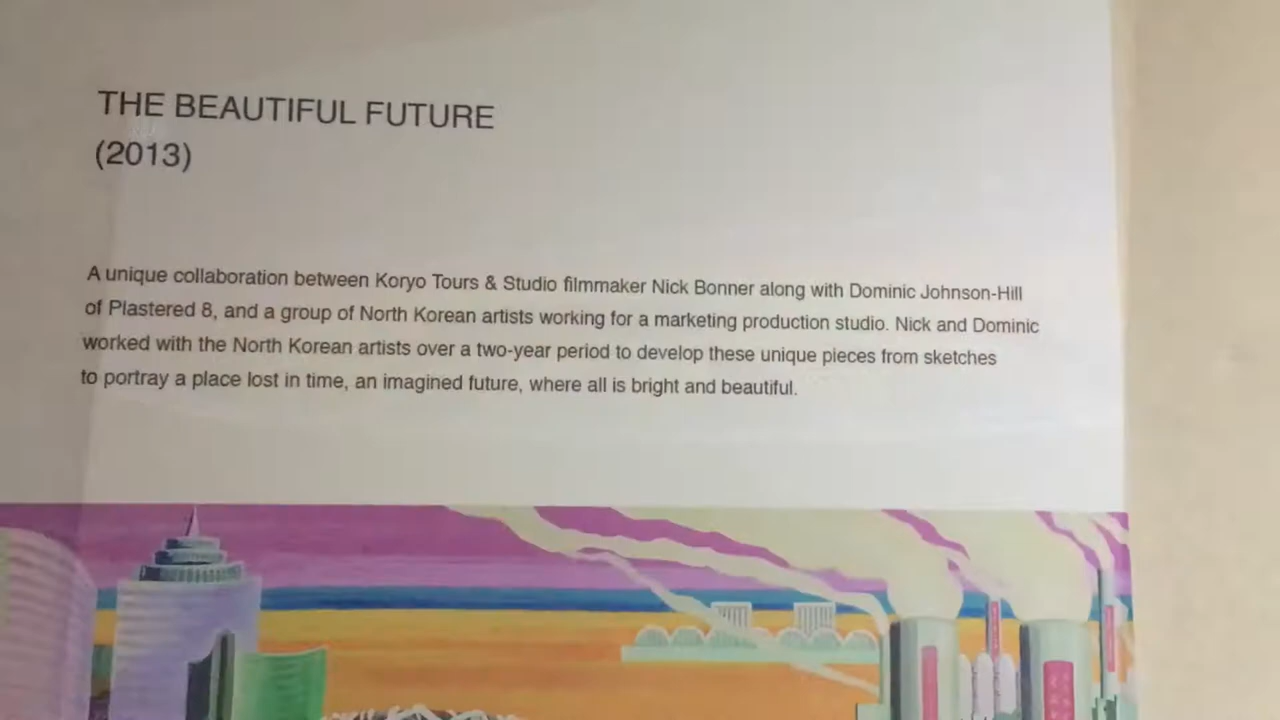 THE BEAUTIFUL FUTURE
(2013)
A unique collaboration between Koryo Tours & Studio filmmaker Nick Bonner along with Dominic Johnson-Hill
of Plastered 8, and a group of North Korean artists working for a marketing production studio. Nick and Dominic
worked with the North Korean artists over a two-year period to develop these unique pieces from sketches
to portray a place lost in time, an imagined future, where all is bright and beautiful.